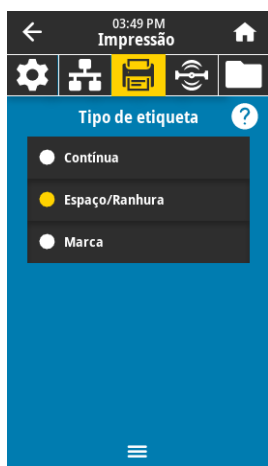 03:49 PM
Impressão
Tipo de etiqueta ?
Contínua
Espaço/Ranhura
Marca